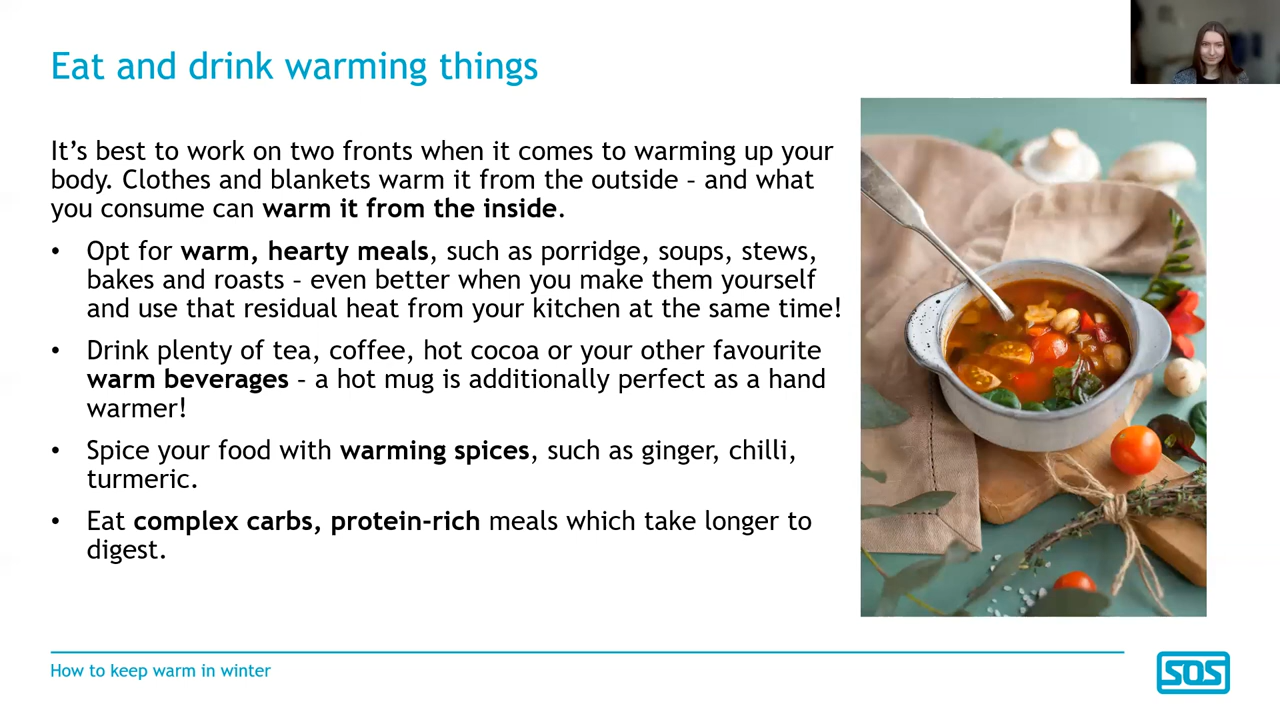 Eat and drink warming things
It’s best to work on two fronts when it comes to warming up your
body. Clothes and blankets warm it from the outside – and what
you consume can warm it from the inside.
• Opt for warm, hearty meals, such as porridge, soups, stews,
bakes and roasts – even better when you make them yourself
and use that residual heat from your kitchen at the same time!
• Drink plenty of tea, coffee, hot cocoa or your other favourite
warm beverages – a hot mug is additionally perfect as a hand
warmer!
• Spice your food with warming spices, such as ginger, chilli,
turmeric.
• Eat complex carbs, protein-rich meals which take longer to
digest.
How to keep warm in winter
SOS